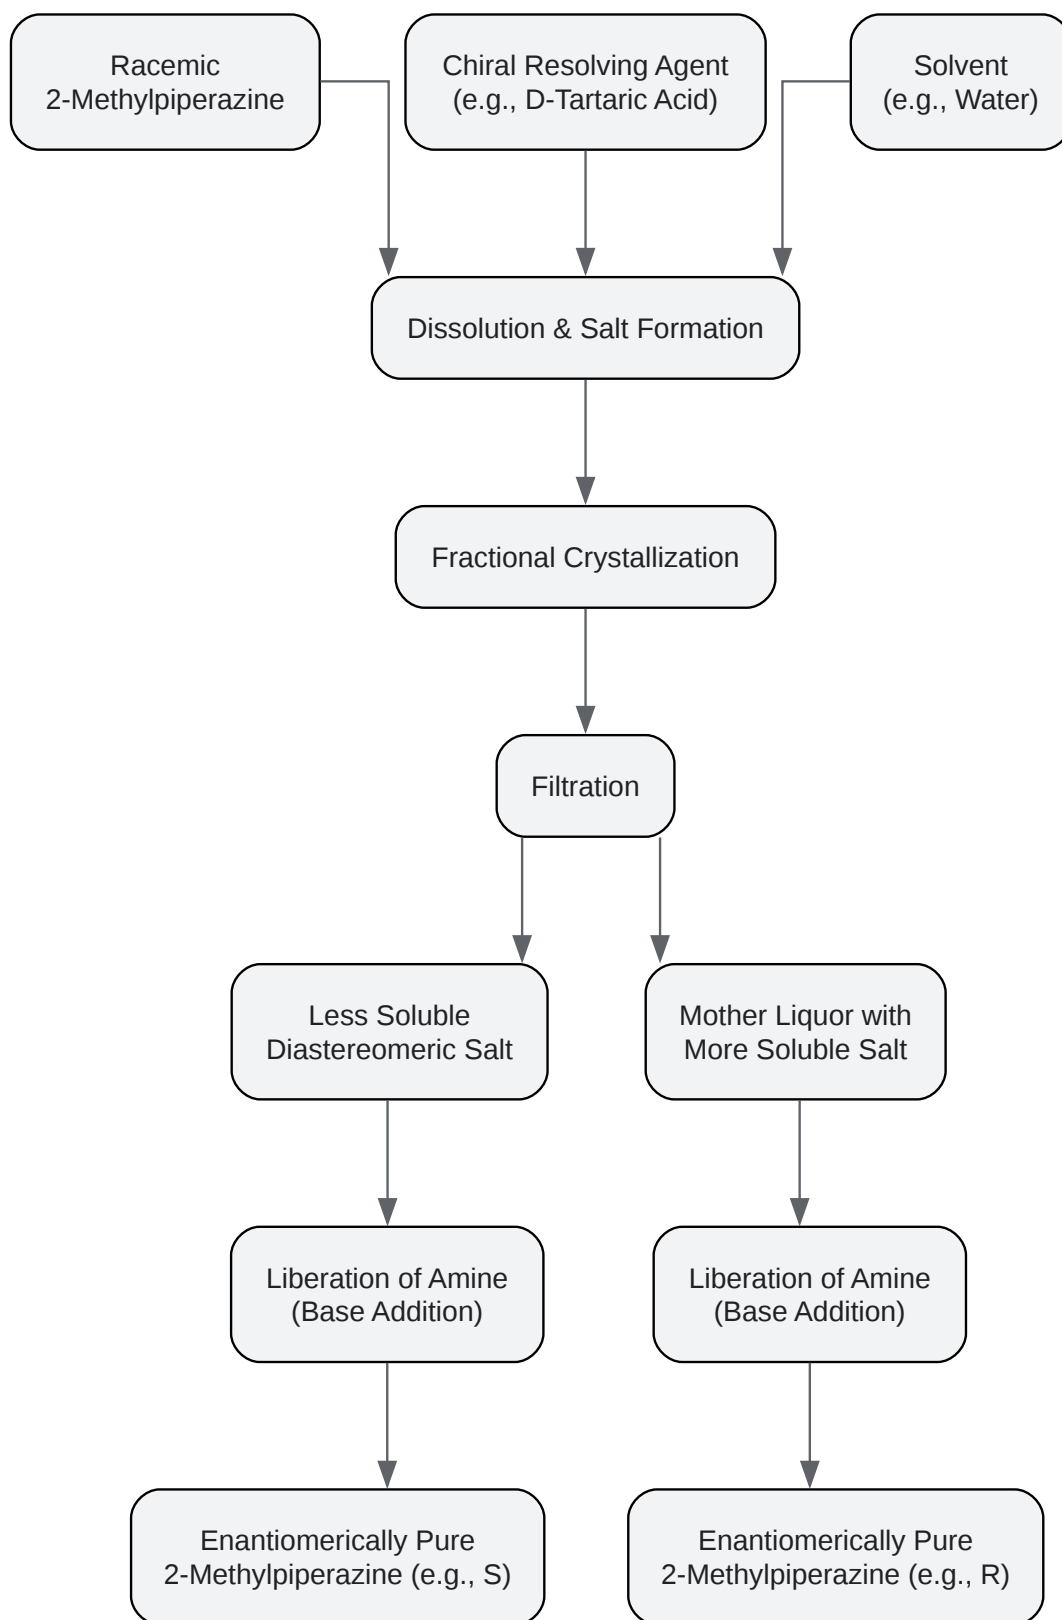 Racemic
2-Methylpiperazine
Chiral Resolving Agent
(e.g., D-Tartaric Acid)
Solvent
(e.g., Water)
Dissolution & Salt Formation
Fractional Crystallization
Filtration
Less Soluble
Diastereomeric Salt
Mother Liquor with
More Soluble Salt
Liberation of Amine
(Base Addition)
Liberation of Amine
(Base Addition)
Enantiomerically Pure
2-Methylpiperazine (e.g., S)
Enantiomerically Pure
2-Methylpiperazine (e.g., R)